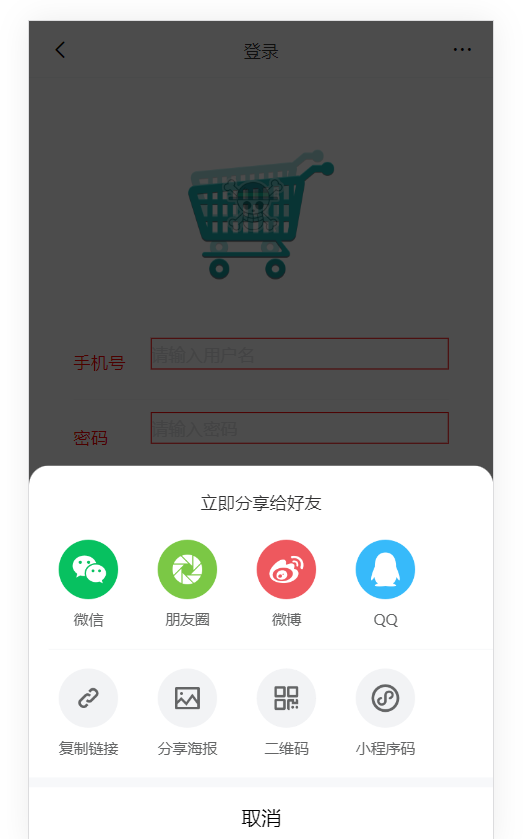 登录
手机号 请输入用户名
密码 请输入密码
立即分享给好友
微信 朋友圈 微博 QQ
复制链接 分享海报 二维码 小程序码
取消